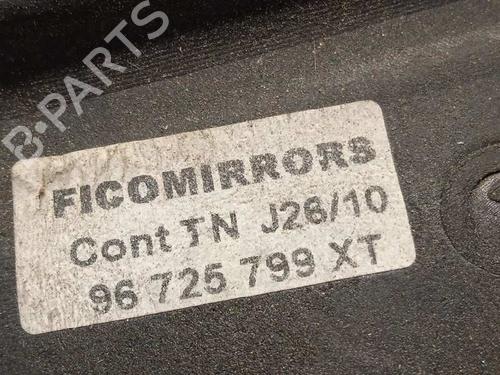 B-PARTS
FICOMIRRORS
Cont TN J26/10
96 725 799 XT